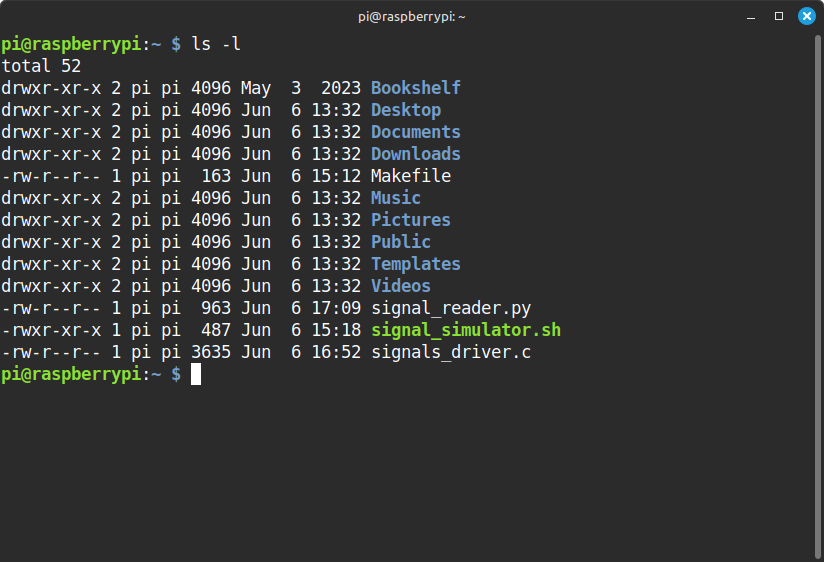 pi@raspberrypi: ~
pi@raspberrypi:~ $ ls -l
total 52
drwxr-xr-x 2 pi pi 4096 May  3  2023 Bookshelf
drwxr-xr-x 2 pi pi 4096 Jun  6 13:32 Desktop
drwxr-xr-x 2 pi pi 4096 Jun  6 13:32 Documents
drwxr-xr-x 2 pi pi 4096 Jun  6 13:32 Downloads
-rw-r--r-- 1 pi pi  163 Jun  6 15:12 Makefile
drwxr-xr-x 2 pi pi 4096 Jun  6 13:32 Music
drwxr-xr-x 2 pi pi 4096 Jun  6 13:32 Pictures
drwxr-xr-x 2 pi pi 4096 Jun  6 13:32 Public
drwxr-xr-x 2 pi pi 4096 Jun  6 13:32 Templates
drwxr-xr-x 2 pi pi 4096 Jun  6 13:32 Videos
-rw-r--r-- 1 pi pi  963 Jun  6 17:09 signal_reader.py
-rwxr-xr-x 1 pi pi  487 Jun  6 15:18 signal_simulator.sh
-rw-r--r-- 1 pi pi 3635 Jun  6 16:52 signals_driver.c
pi@raspberrypi:~ $